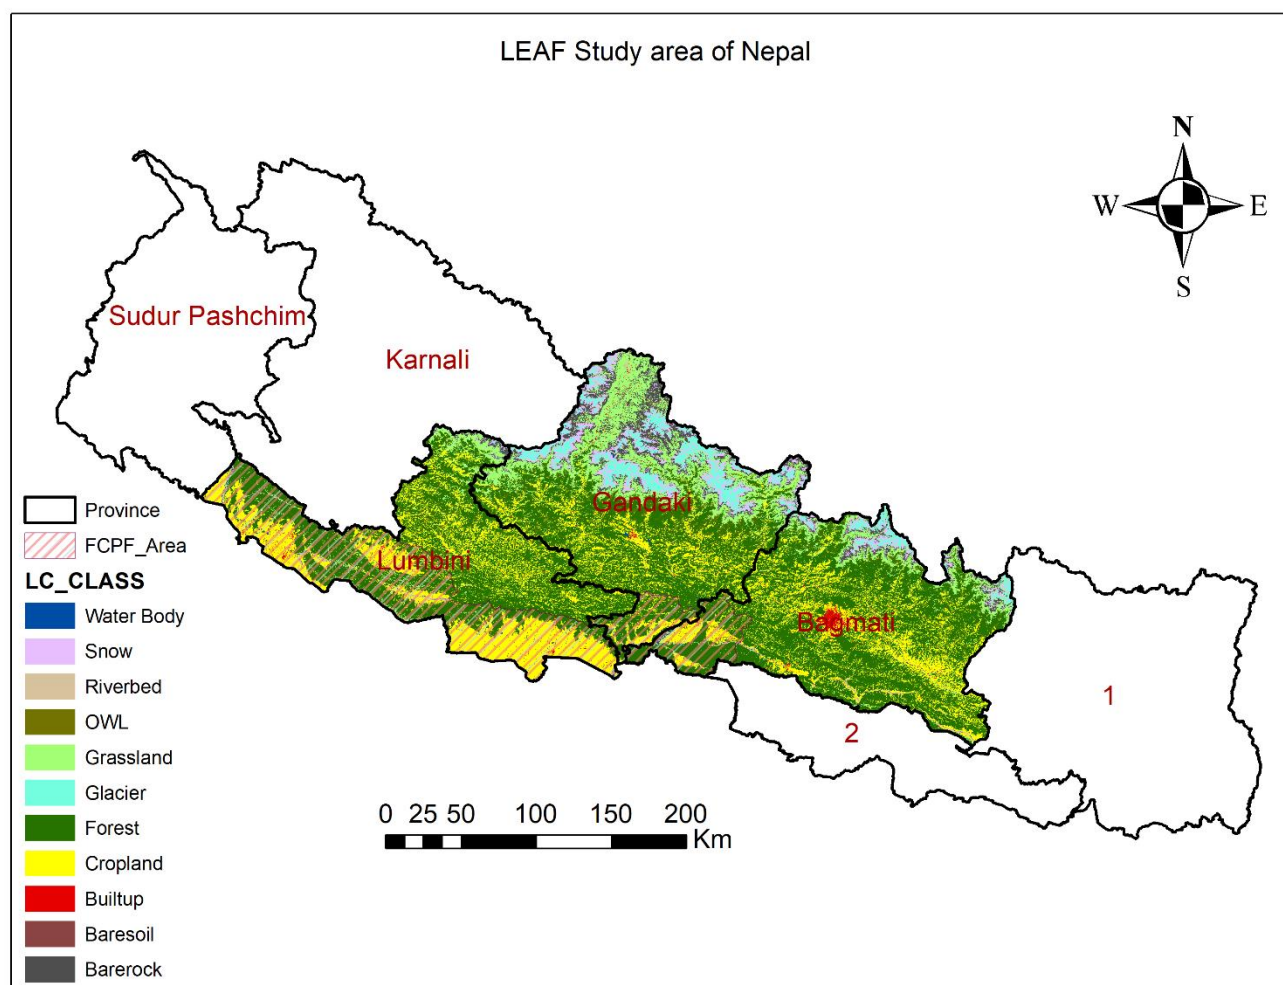 LEAF Study area of Nepal
N
W
E
S
Sudur Pashchim
Karnali
Gandaki
Lumbini
Bagmati
1
2
Province
FCPF_Area
LC_CLASS
Water Body
Snow
Riverbed
OWL
Grassland
Glacier
Forest
Cropland
Builtup
Baresoil
Barerock
0 25 50 100 150 200
Km